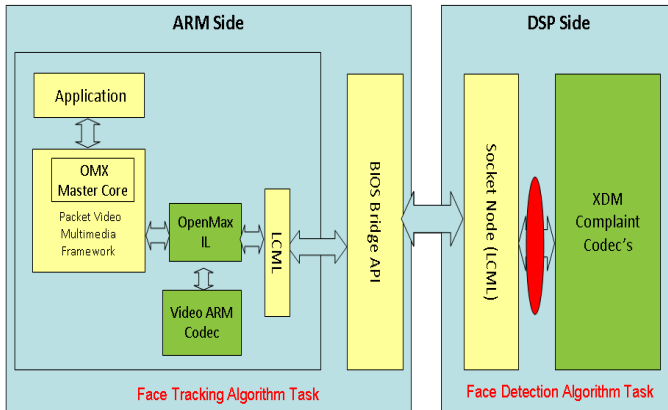 ARM Side
Application
OMX
Master Core
Packet Video
Multimedia
Framework
OpenMax
IL
Video ARM
Codec
LCML
BIOS Bridge API
Face Tracking Algorithm Task
DSP Side
Socket Node (LCML)
XDM
Complaint
Codec's
Face Detection Algorithm Task